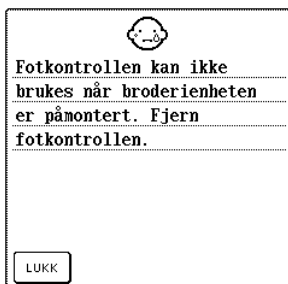 Fotkontrollen kan ikke
brukes når broderienheten
er påmontert. Fjern
fotkontrollen.
LUKK